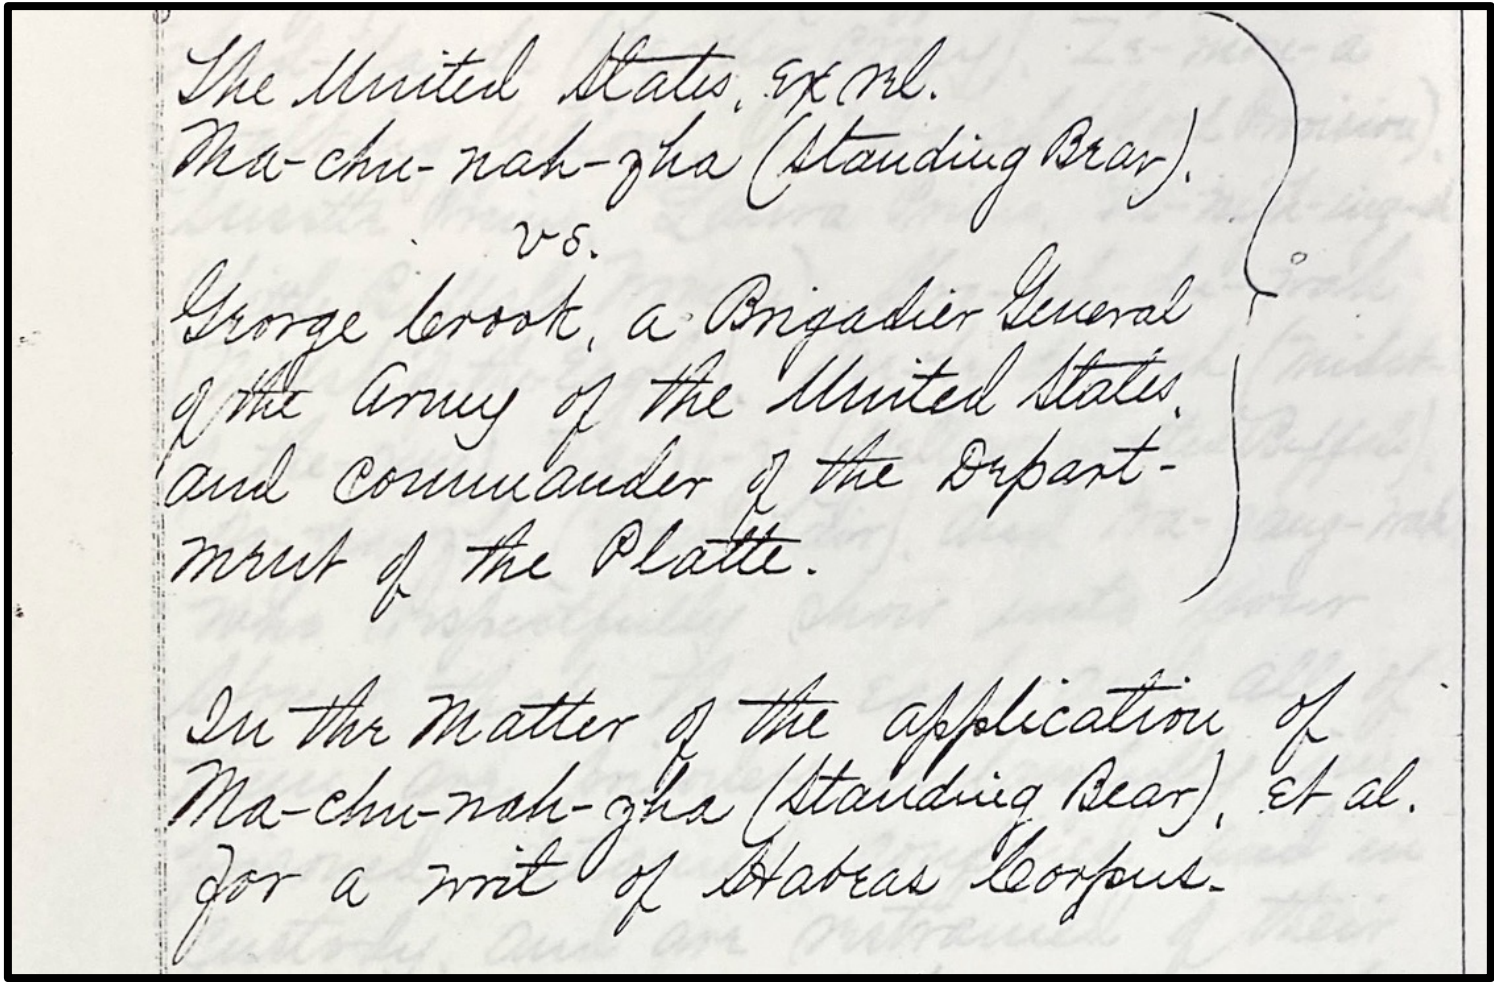 The United States, Ex rel.
Ma-chu-nah-zha (Standing Bear).
vs.
George Crook, a Brigadier General
of the Army of the United States,
and Commander of the Depart-
ment of the Platte.
In the Matter of the application of
Ma-chu-nah-zha (Standing Bear), et al.
for a writ of Habeas Corpus.